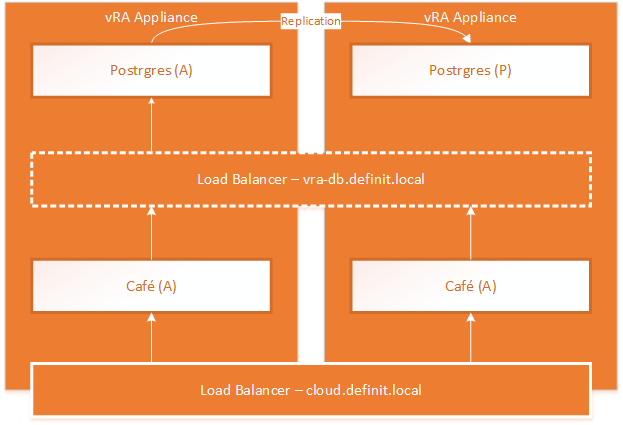 vRA Appliance
Replication
vRA Appliance
Postrgres (A)
Postrgres (P)
Load Balancer – vra-db.definit.local
Café (A)
Café (A)
Load Balancer – cloud.definit.local